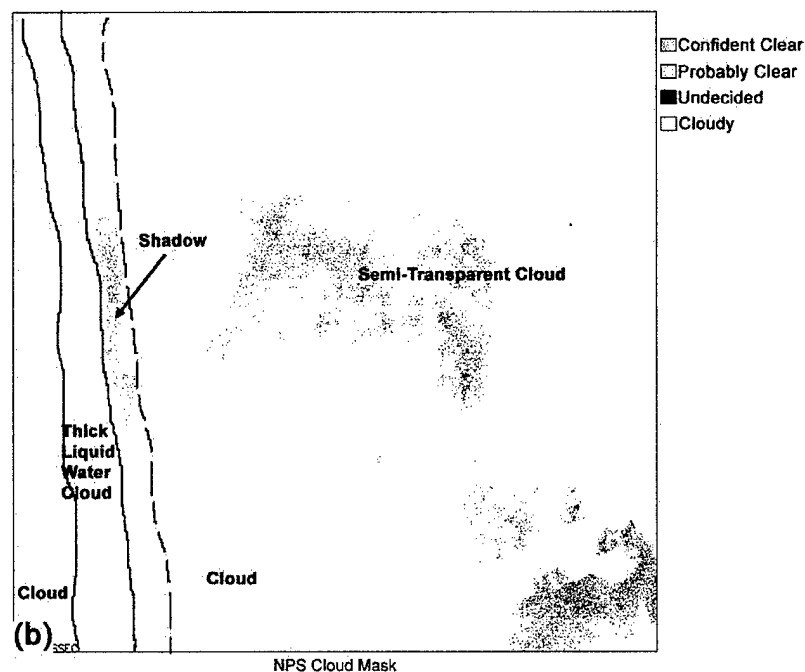 Confident Clear
Probably Clear
Undecided
Cloudy
Shadow
Semi-Transparent Cloud
Thick
Liquid
Water
Cloud
Cloud
Cloud
(b)
SSEC
NPS Cloud Mask